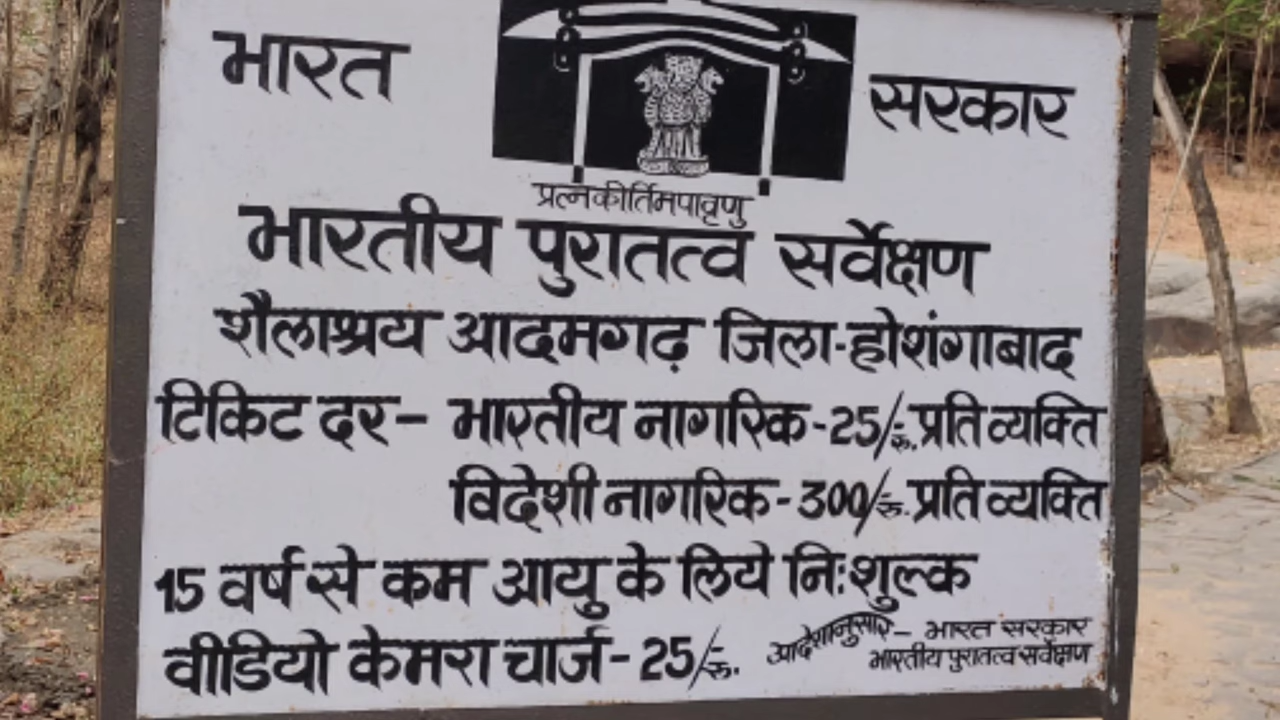 भारत सरकार
प्रत्नकीर्तिमपावृणु
भारतीय पुरातत्व सर्वेक्षण
शैलाश्रय आदमगढ़ जिला-होशंगाबाद
टिकिट दर- भारतीय नागरिक-25/-रू. प्रति व्यक्ति
विदेशी नागरिक-300/-रू. प्रति व्यक्ति
15 वर्ष से कम आयु के लिये निःशुल्क
वीडियो केमरा चार्ज-25/-रू.
आदेशानुसार- भारत सरकार
भारतीय पुरातत्व सर्वेक्षण